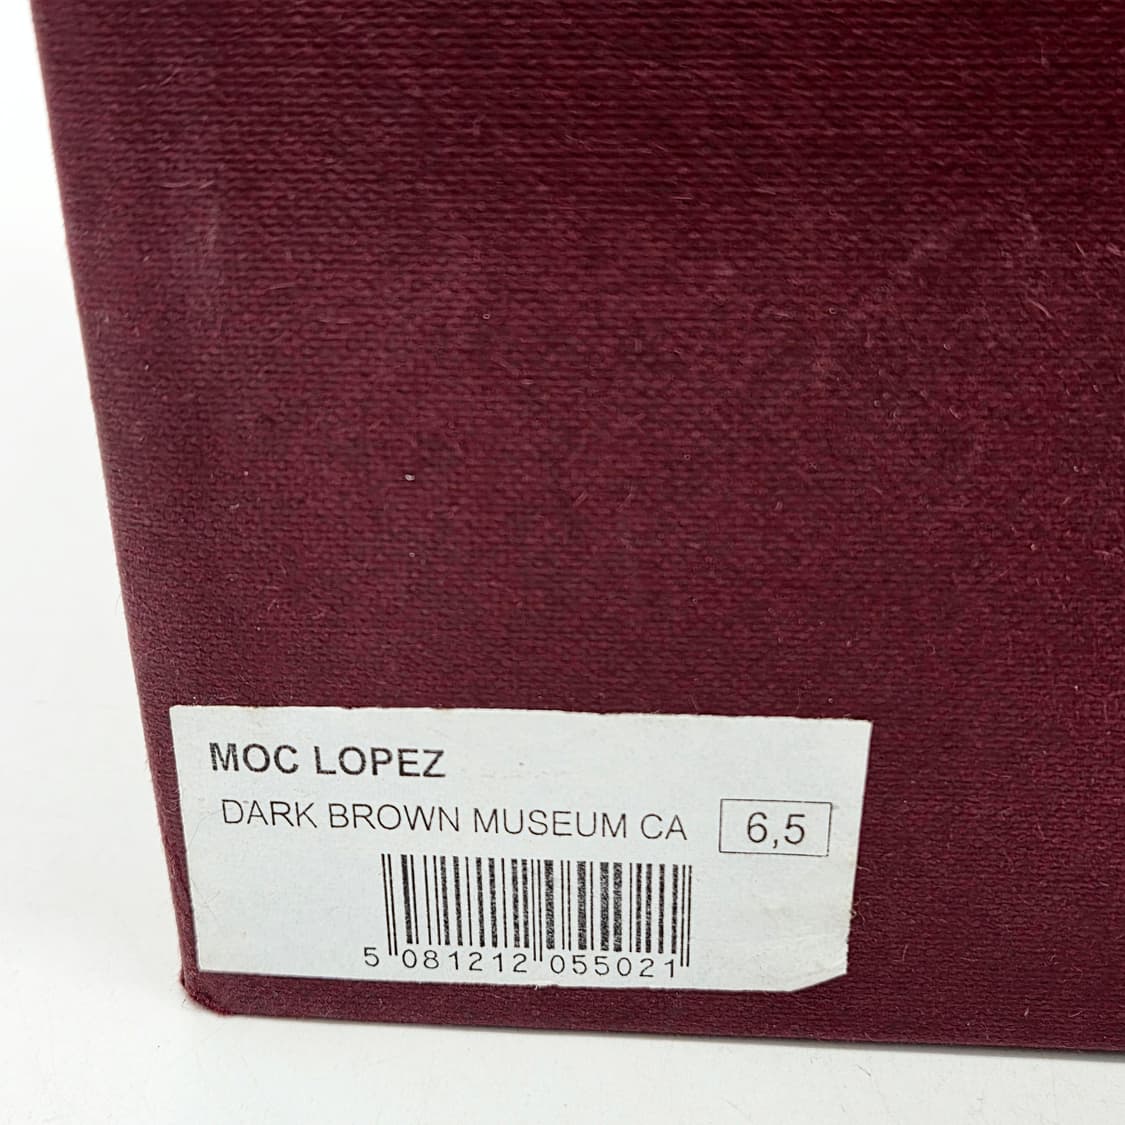 MOC LOPEZ
DARK BROWN MUSEUM CA 6,5
5 081212 055021